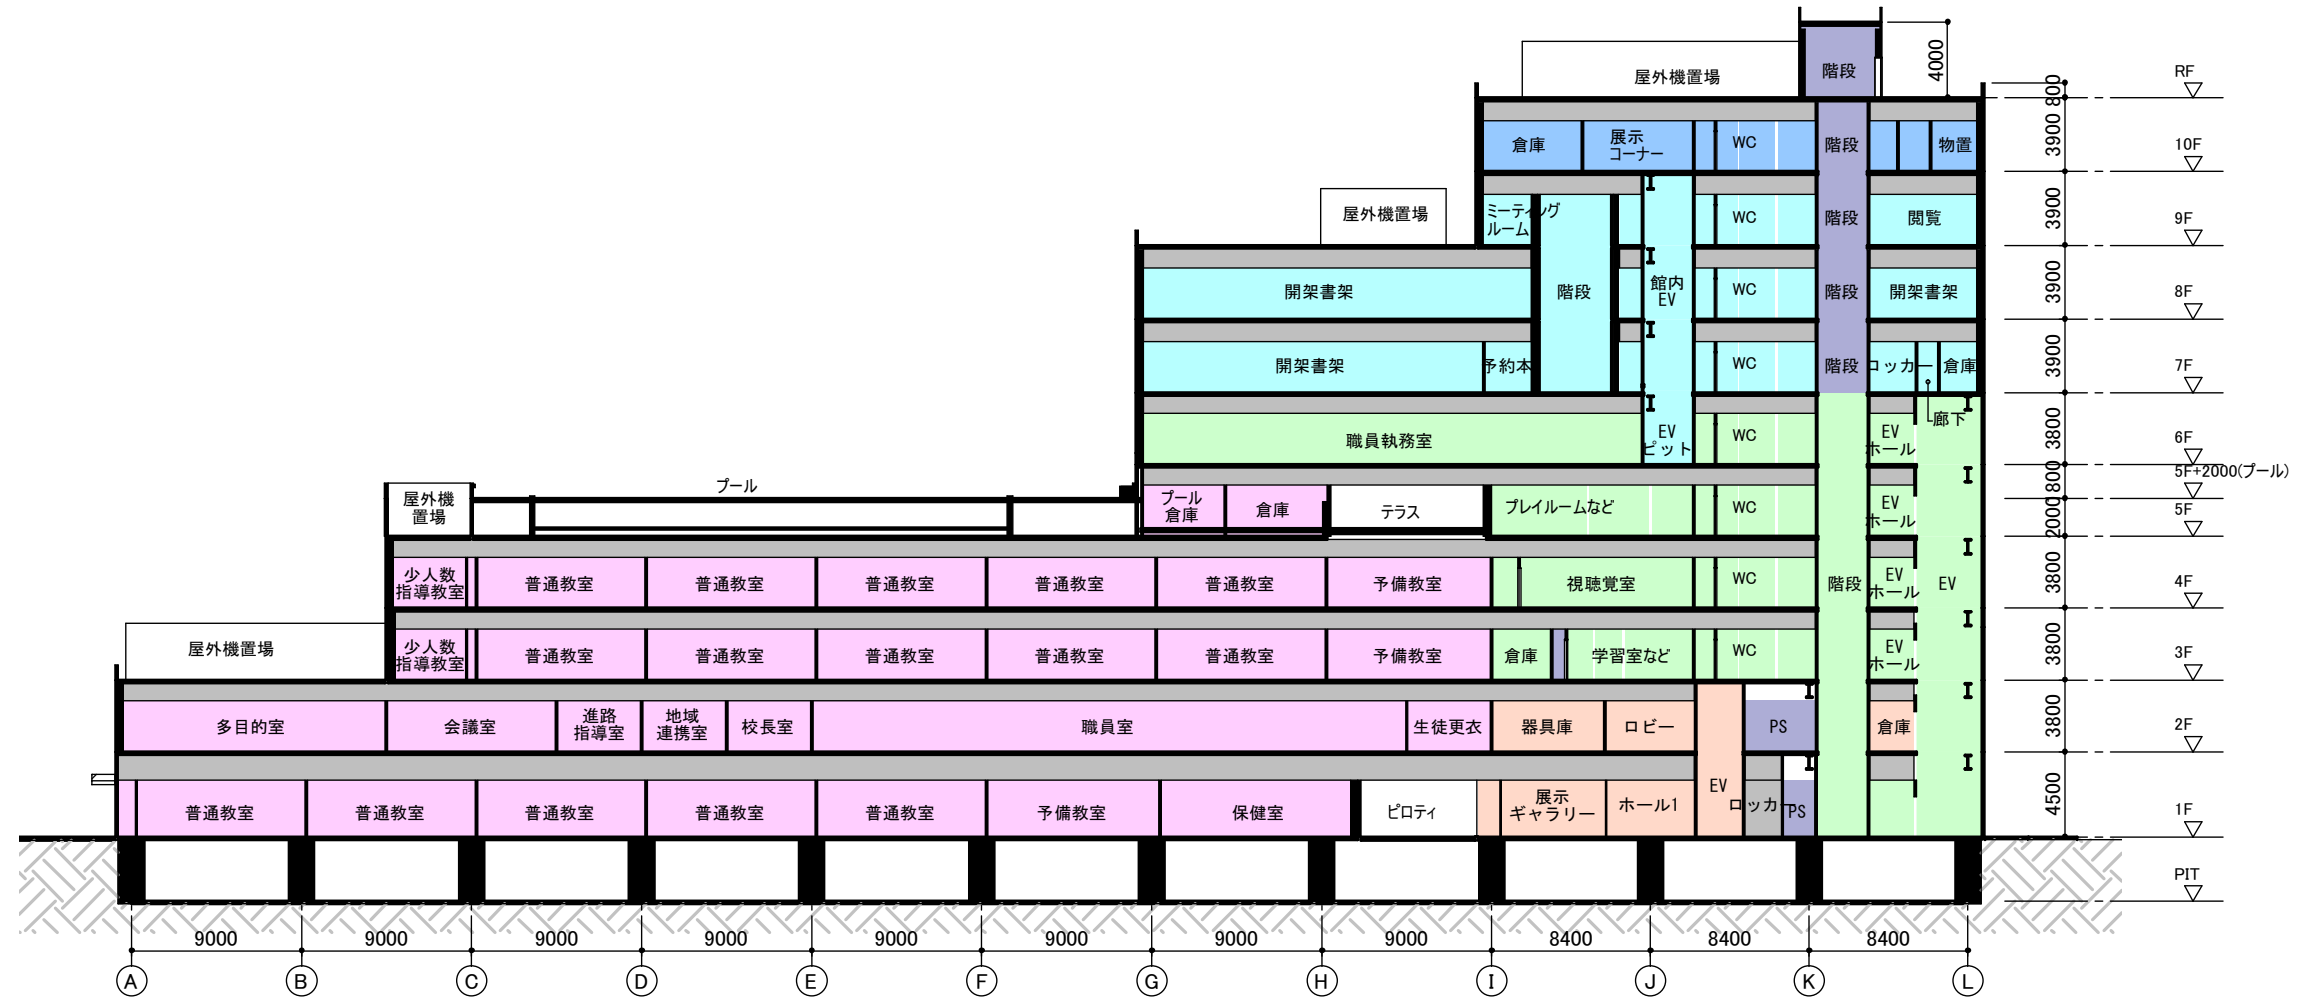 階段
4000
屋外機置場
RF
800
倉庫
展示
コーナー
WC
階段
物置
3900
10F
屋外機置場
ミーティング
ルーム
WC
階段
閲覧
3900
9F
開架書架
階段
館内
EV
WC
階段
開架書架
3900
8F
開架書架
予約本
WC
階段
ロッカー
倉庫
3900
7F
廊下
職員執務室
EV
ピット
WC
EV
ホール
3800
6F
5F+2000(プール)
1800
屋外機
置場
プール
プール
倉庫
倉庫
テラス
プレイルームなど
WC
EV
ホール
2000
5F
少人数
指導教室
普通教室
普通教室
普通教室
普通教室
普通教室
予備教室
視聴覚室
WC
階段
EV
ホール
EV
3800
4F
屋外機置場
少人数
指導教室
普通教室
普通教室
普通教室
普通教室
普通教室
予備教室
倉庫
学習室など
WC
EV
ホール
3800
3F
多目的室
会議室
進路
指導室
地域
連携室
校長室
職員室
生徒更衣
器具庫
ロビー
PS
倉庫
3800
2F
普通教室
普通教室
普通教室
普通教室
普通教室
予備教室
保健室
ピロティ
展示
ギャラリー
ホール1
EV
ロッカー
PS
4500
1F
PIT
9000
9000
9000
9000
9000
9000
9000
9000
8400
8400
8400
A
B
C
D
E
F
G
H
I
J
K
L